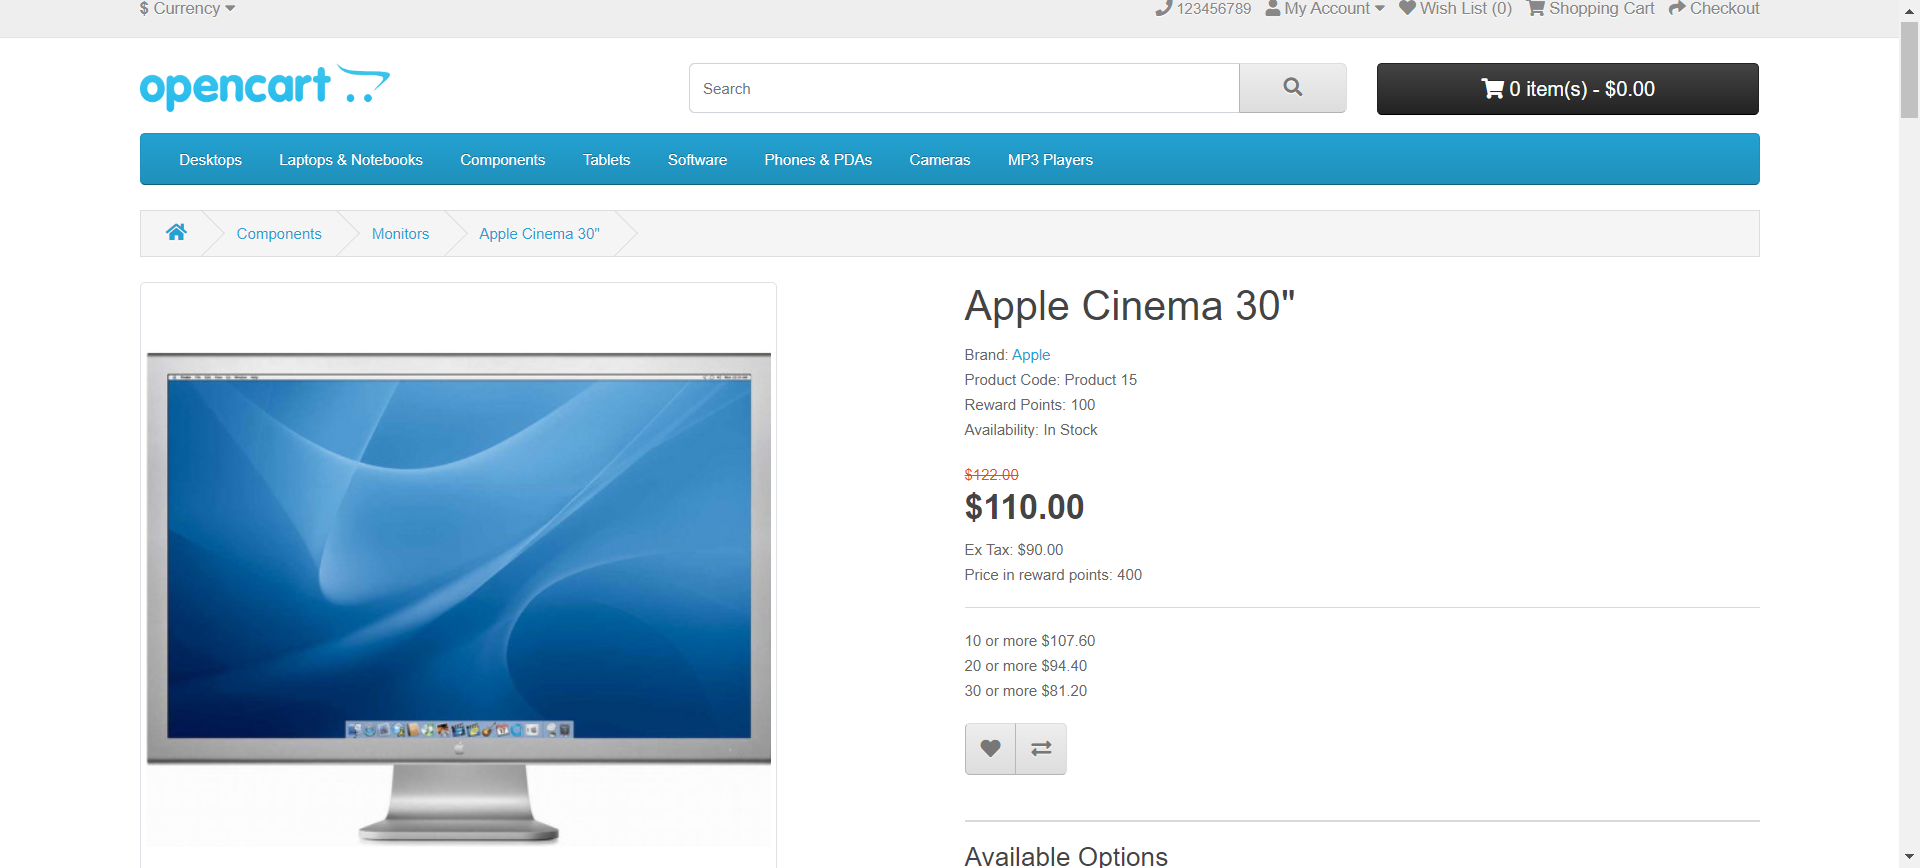 $ Currency
123456789 My Account Wish List (0) Shopping Cart Checkout
opencart
Search
0 item(s) - $0.00
Desktops Laptops & Notebooks Components Tablets Software Phones & PDAs Cameras MP3 Players
Components Monitors Apple Cinema 30"
Apple Cinema 30"
Brand: Apple
Product Code: Product 15
Reward Points: 100
Availability: In Stock
$122.00
$110.00
Ex Tax: $90.00
Price in reward points: 400
10 or more $107.60
20 or more $94.40
30 or more $81.20
Available Options